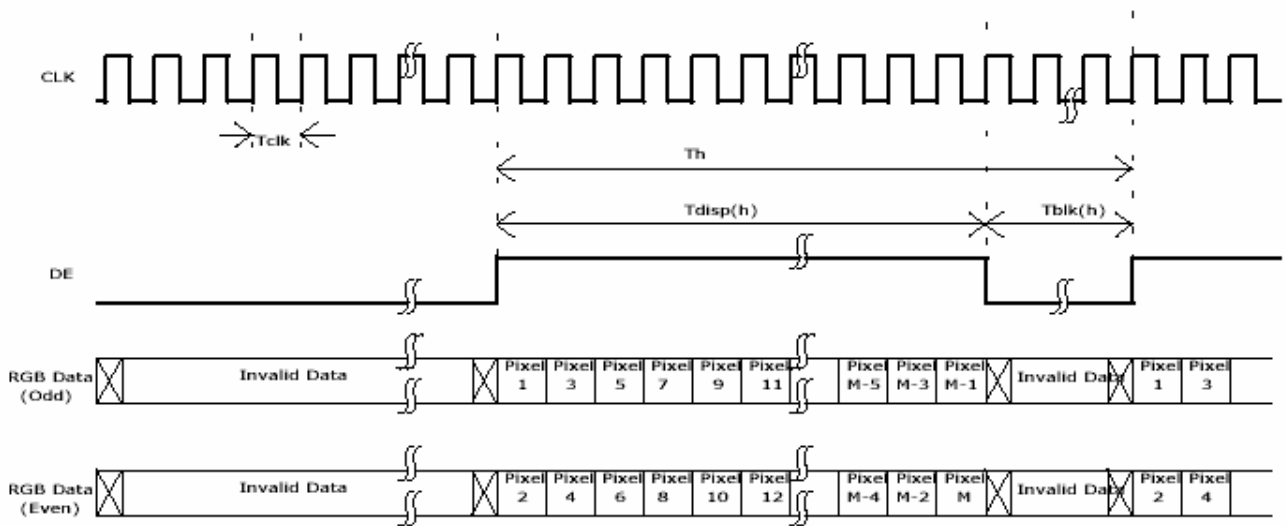 CLK
Tclk
Th
Tdisp(h) Tblk(h)
DE
RGB Data
(Odd)
Invalid Data
Pixel 1
Pixel 3
Pixel 5
Pixel 7
Pixel 9
Pixel 11
Pixel M-5
Pixel M-3
Pixel M-1
Invalid Data
Pixel 1
Pixel 3
RGB Data
(Even)
Invalid Data
Pixel 2
Pixel 4
Pixel 6
Pixel 8
Pixel 10
Pixel 12
Pixel M-4
Pixel M-2
Pixel M
Invalid Data
Pixel 2
Pixel 4